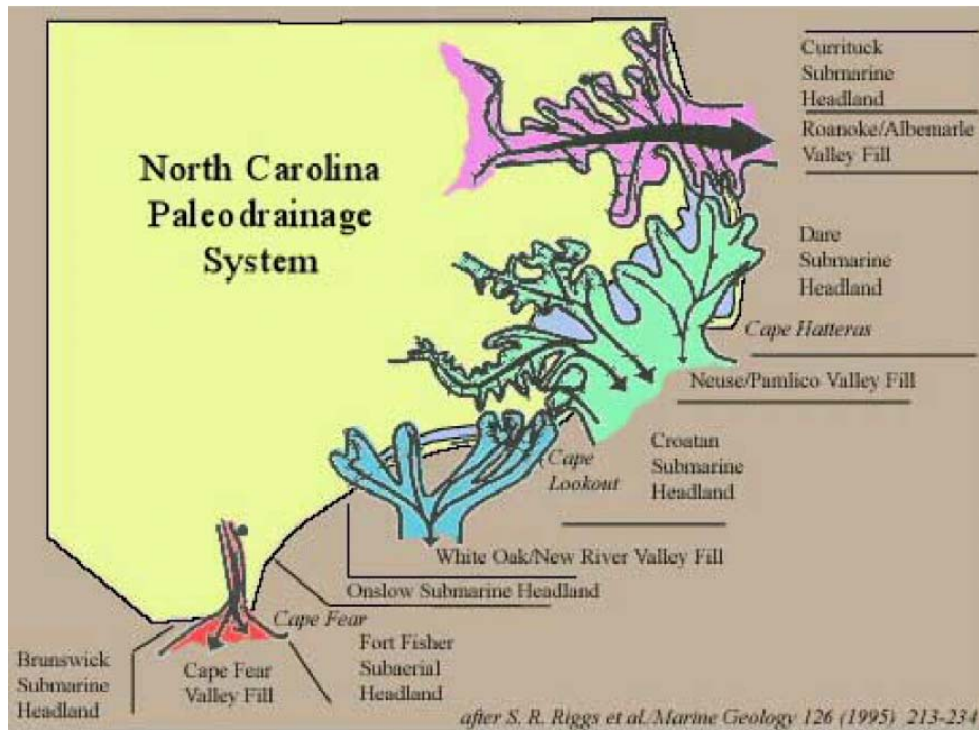 North Carolina
Paleodrainage
System
Currituck
Submarine
Headland
Roanoke/Albemarle
Valley Fill
Dare
Submarine
Headland
Cape Hatteras
Neuse/Pamlico Valley Fill
Croatan
Submarine
Headland
Cape
Lookout
White Oak/New River Valley Fill
Onslow Submarine Headland
Cape Fear
Fort Fisher
Subaerial
Headland
Cape Fear
Valley Fill
Brunswick
Submarine
Headland
after S. R. Riggs et al./Marine Geology 126 (1995) 213-234